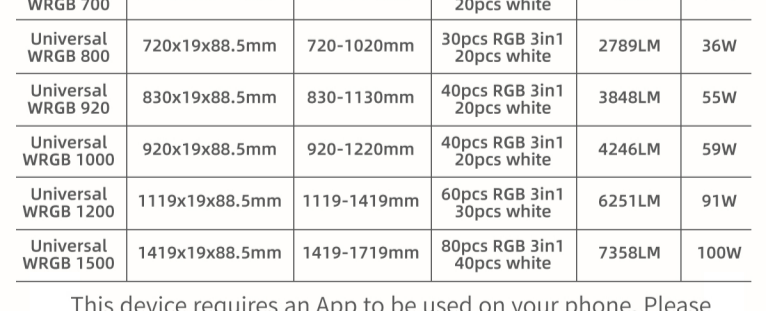 WRGB 700 20pcs white
Universal WRGB 800 720x19x88.5mm 720-1020mm 30pcs RGB 3in1 20pcs white 2789LM 36W
Universal WRGB 920 830x19x88.5mm 830-1130mm 40pcs RGB 3in1 20pcs white 3848LM 55W
Universal WRGB 1000 920x19x88.5mm 920-1220mm 40pcs RGB 3in1 20pcs white 4246LM 59W
Universal WRGB 1200 1119x19x88.5mm 1119-1419mm 60pcs RGB 3in1 30pcs white 6251LM 91W
Universal WRGB 1500 1419x19x88.5mm 1419-1719mm 80pcs RGB 3in1 40pcs white 7358LM 100W
This device requires an App to be used on your phone. Please